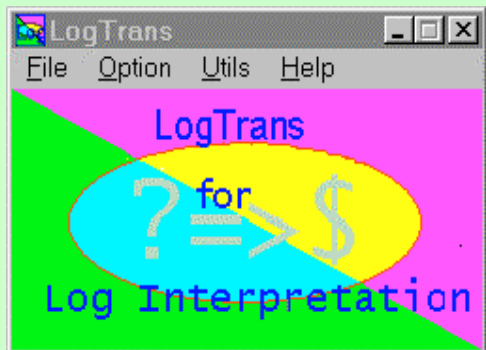 LogTrans
File Option Utils Help
LogTrans
for
?=>$
Log Interpretation